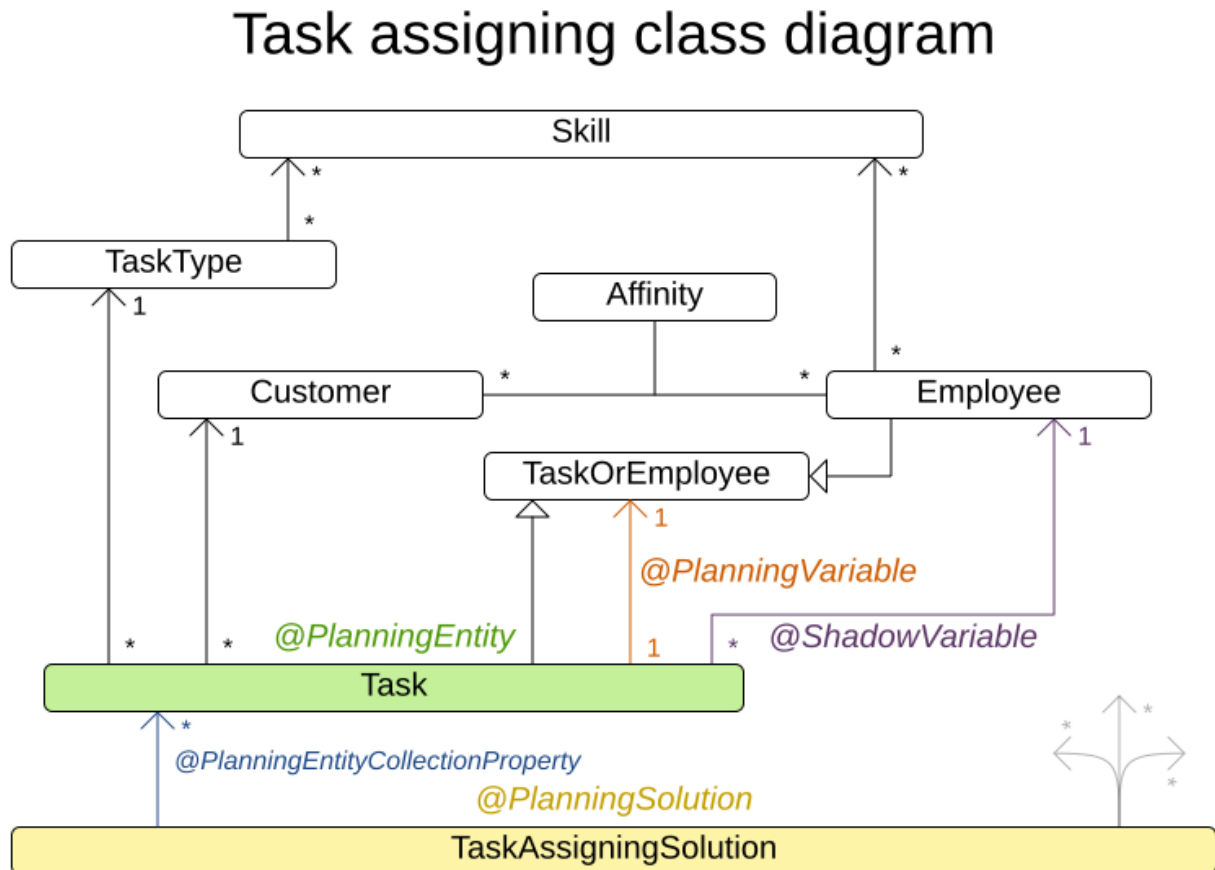 Task assigning class diagram
Skill
*
*
*
TaskType
1
Affinity
*
Customer
*
*
Employee
1
1
TaskOrEmployee
1
@PlanningVariable
@PlanningEntity
*
*
1
*
@ShadowVariable
Task
*
@PlanningEntityCollectionProperty
*
*
*
@PlanningSolution
TaskAssigningSolution